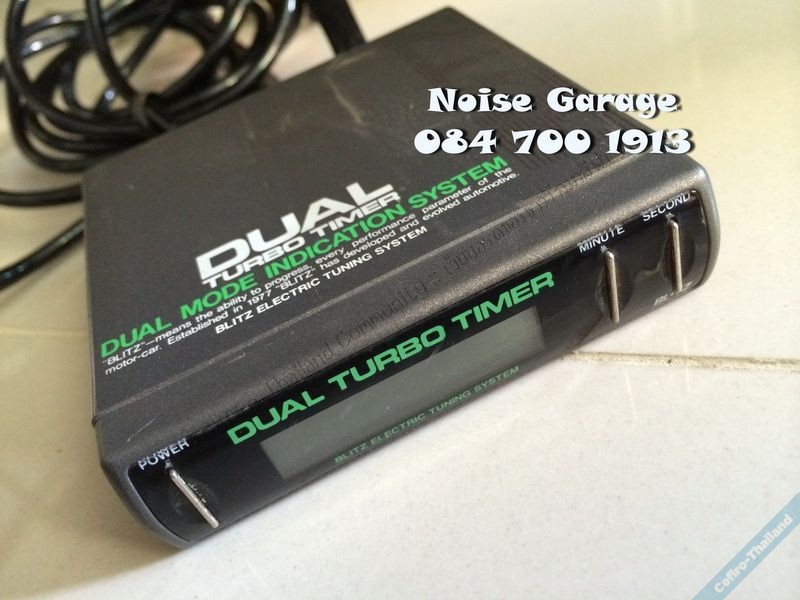 Noise Garage
084 700 1913
DUAL
TURBO TIMER
DUAL MODE INDICATION SYSTEM
"BLITZ"—means the ability to progress, every performance parameter of the
motor-car. Established in 1977 "BLITZ" has developed and evolved automotive.
BLITZ ELECTRIC TUNING SYSTEM
MINUTE
SECOND
BLITZ
DUAL TURBO TIMER
BLITZ ELECTRIC TUNING SYSTEM
POWER
Cefiro-Thailand